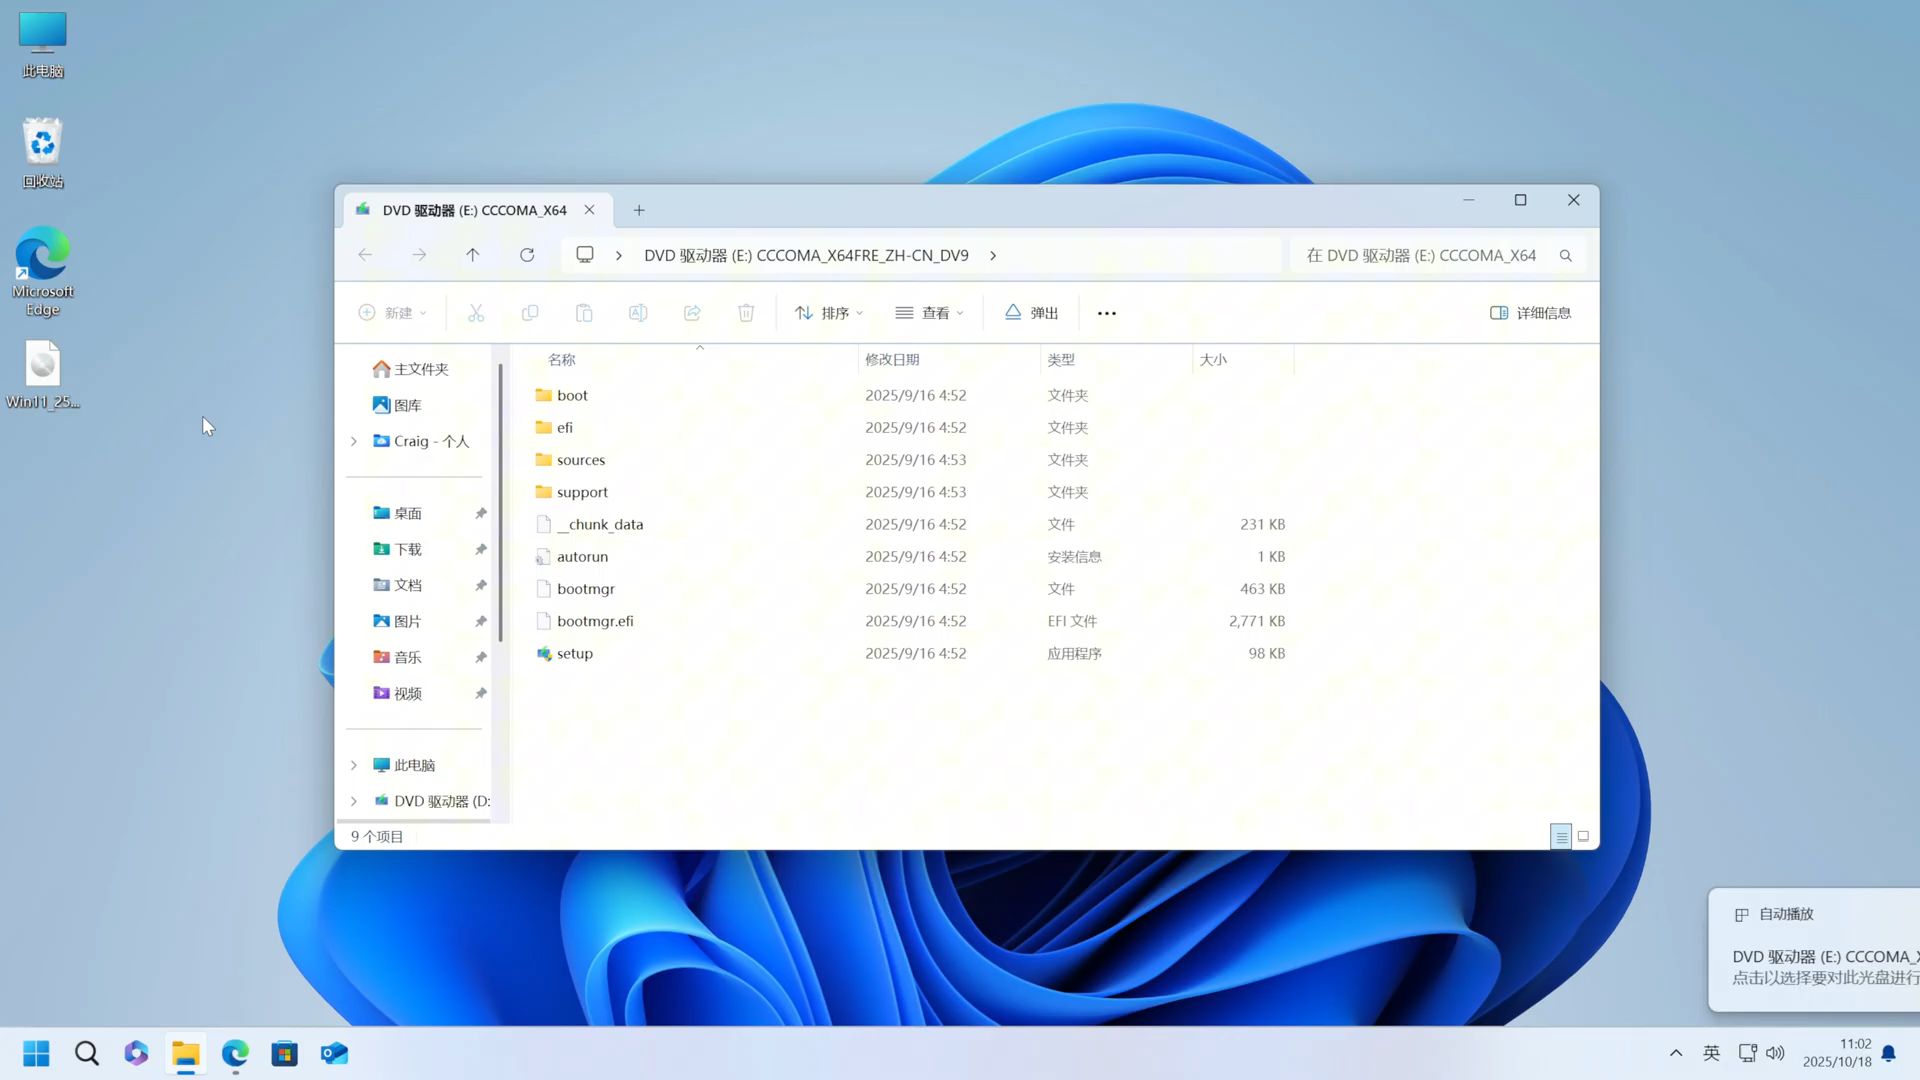 此电脑
回收站
Microsoft
Edge
Win11_25...
DVD 驱动器 (E:) CCCOMA_X64
DVD 驱动器 (E:) CCCOMA_X64FRE_ZH-CN_DV9
在 DVD 驱动器 (E:) CCCOMA_X64
新建
排序
查看
弹出
详细信息
主文件夹
图库
Craig - 个人
桌面
下载
文档
图片
音乐
视频
此电脑
DVD 驱动器 (D:
名称 修改日期 类型 大小
boot 2025/9/16 4:52 文件夹
efi 2025/9/16 4:52 文件夹
sources 2025/9/16 4:53 文件夹
support 2025/9/16 4:53 文件夹
__chunk_data 2025/9/16 4:52 文件 231 KB
autorun 2025/9/16 4:52 安装信息 1 KB
bootmgr 2025/9/16 4:52 文件 463 KB
bootmgr.efi 2025/9/16 4:52 EFI 文件 2,771 KB
setup 2025/9/16 4:52 应用程序 98 KB
9 个项目
自动播放
DVD 驱动器 (E:) CCCOMA_X
点击以选择要对此光盘进行
英
11:02
2025/10/18